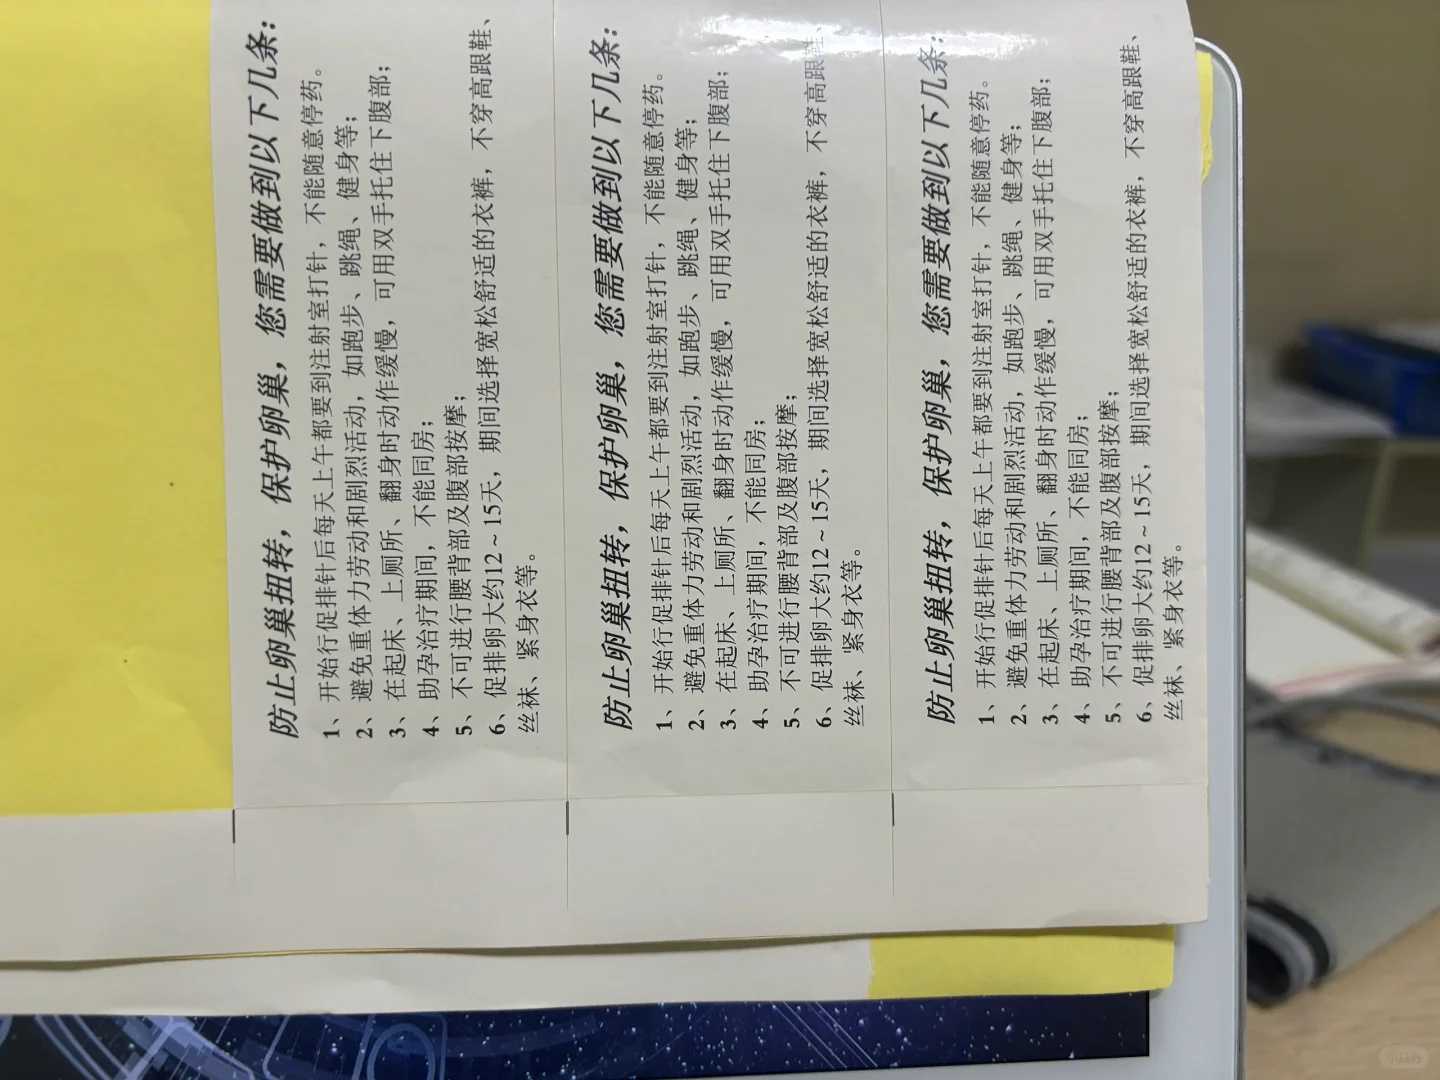 防止卵巢扭转，保护卵巢，您需要做到以下几条：
1、开始行促排针后每天上午都要到注射室打针，不能随意停药。
2、避免重体力劳动和剧烈活动，如跑步、跳绳、健身等；
3、在起床、上厕所、翻身时动作缓慢，可用双手托住下腹部；
4、助孕治疗期间，不能同房；
5、不可进行腰背部及腹部按摩；
6、促排卵大约12～15天，期间选择宽松舒适的衣裤，不穿高跟鞋、
丝袜、紧身衣等。
防止卵巢扭转，保护卵巢，您需要做到以下几条：
1、开始行促排针后每天上午都要到注射室打针，不能随意停药。
2、避免重体力劳动和剧烈活动，如跑步、跳绳、健身等；
3、在起床、上厕所、翻身时动作缓慢，可用双手托住下腹部；
4、助孕治疗期间，不能同房；
5、不可进行腰背部及腹部按摩；
6、促排卵大约12～15天，期间选择宽松舒适的衣裤，不穿高跟鞋、
丝袜、紧身衣等。
防止卵巢扭转，保护卵巢，您需要做到以下几条：
1、开始行促排针后每天上午都要到注射室打针，不能随意停药。
2、避免重体力劳动和剧烈活动，如跑步、跳绳、健身等；
3、在起床、上厕所、翻身时动作缓慢，可用双手托住下腹部；
4、助孕治疗期间，不能同房；
5、不可进行腰背部及腹部按摩；
6、促排卵大约12～15天，期间选择宽松舒适的衣裤，不穿高跟鞋、
丝袜、紧身衣等。